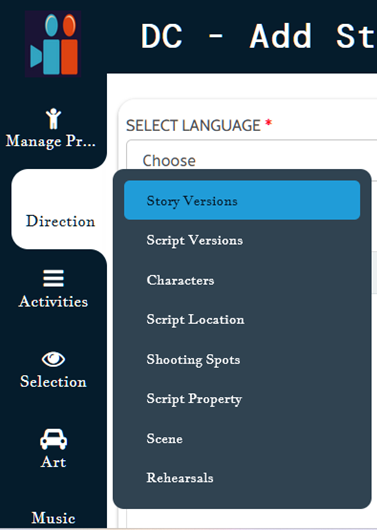 DC - Add St
Manage Pr...
Direction
Activities
Selection
Art
Music
SELECT LANGUAGE *
Choose
Story Versions
Script Versions
Characters
Script Location
Shooting Spots
Script Property
Scene
Rehearsals